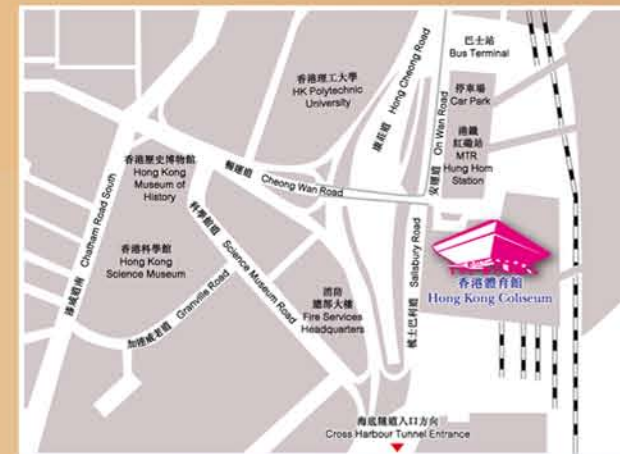 巴士站
Bus Terminal
停車場
Car Park
港鐵
紅磡站
MTR
Hung Hom
Station
香港理工大學
HK Polytechnic
University
康莊道 Hong Cheong Road
安運道 On Wan Road
香港歷史博物館
Hong Kong
Museum of
History
暢運道 Cheong Wan Road
漆咸道南 Chatham Road South
科學館道 Science Museum Road
香港科學館
Hong Kong
Science Museum
加連威老道 Granville Road
消防
總部大樓
Fire Services
Headquarters
梳士巴利道 Salisbury Road
香港體育館
Hong Kong Coliseum
海底隧道入口方向
Cross Harbour Tunnel Entrance